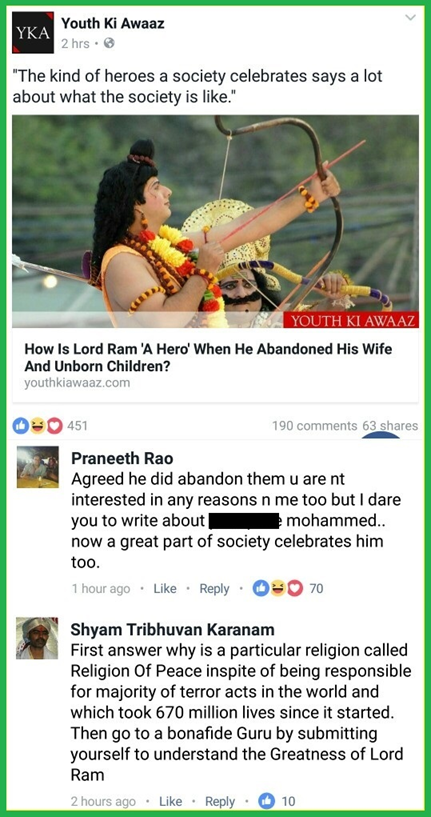 YKA
Youth Ki Awaaz
2 hrs •
"The kind of heroes a society celebrates says a lot
about what the society is like."
YOUTH KI AWAAZ
How Is Lord Ram 'A Hero' When He Abandoned His Wife
And Unborn Children?
youthkiawaaz.com
451
190 comments 63 shares
Praneeth Rao
Agreed he did abandon them u are nt
interested in any reasons n me too but I dare
you to write about mohammed..
now a great part of society celebrates him
too.
1 hour ago • Like • Reply • 70
Shyam Tribhuvan Karanam
First answer why is a particular religion called
Religion Of Peace inspite of being responsible
for majority of terror acts in the world and
which took 670 million lives since it started.
Then go to a bonafide Guru by submitting
yourself to understand the Greatness of Lord
Ram
2 hours ago • Like • Reply • 10